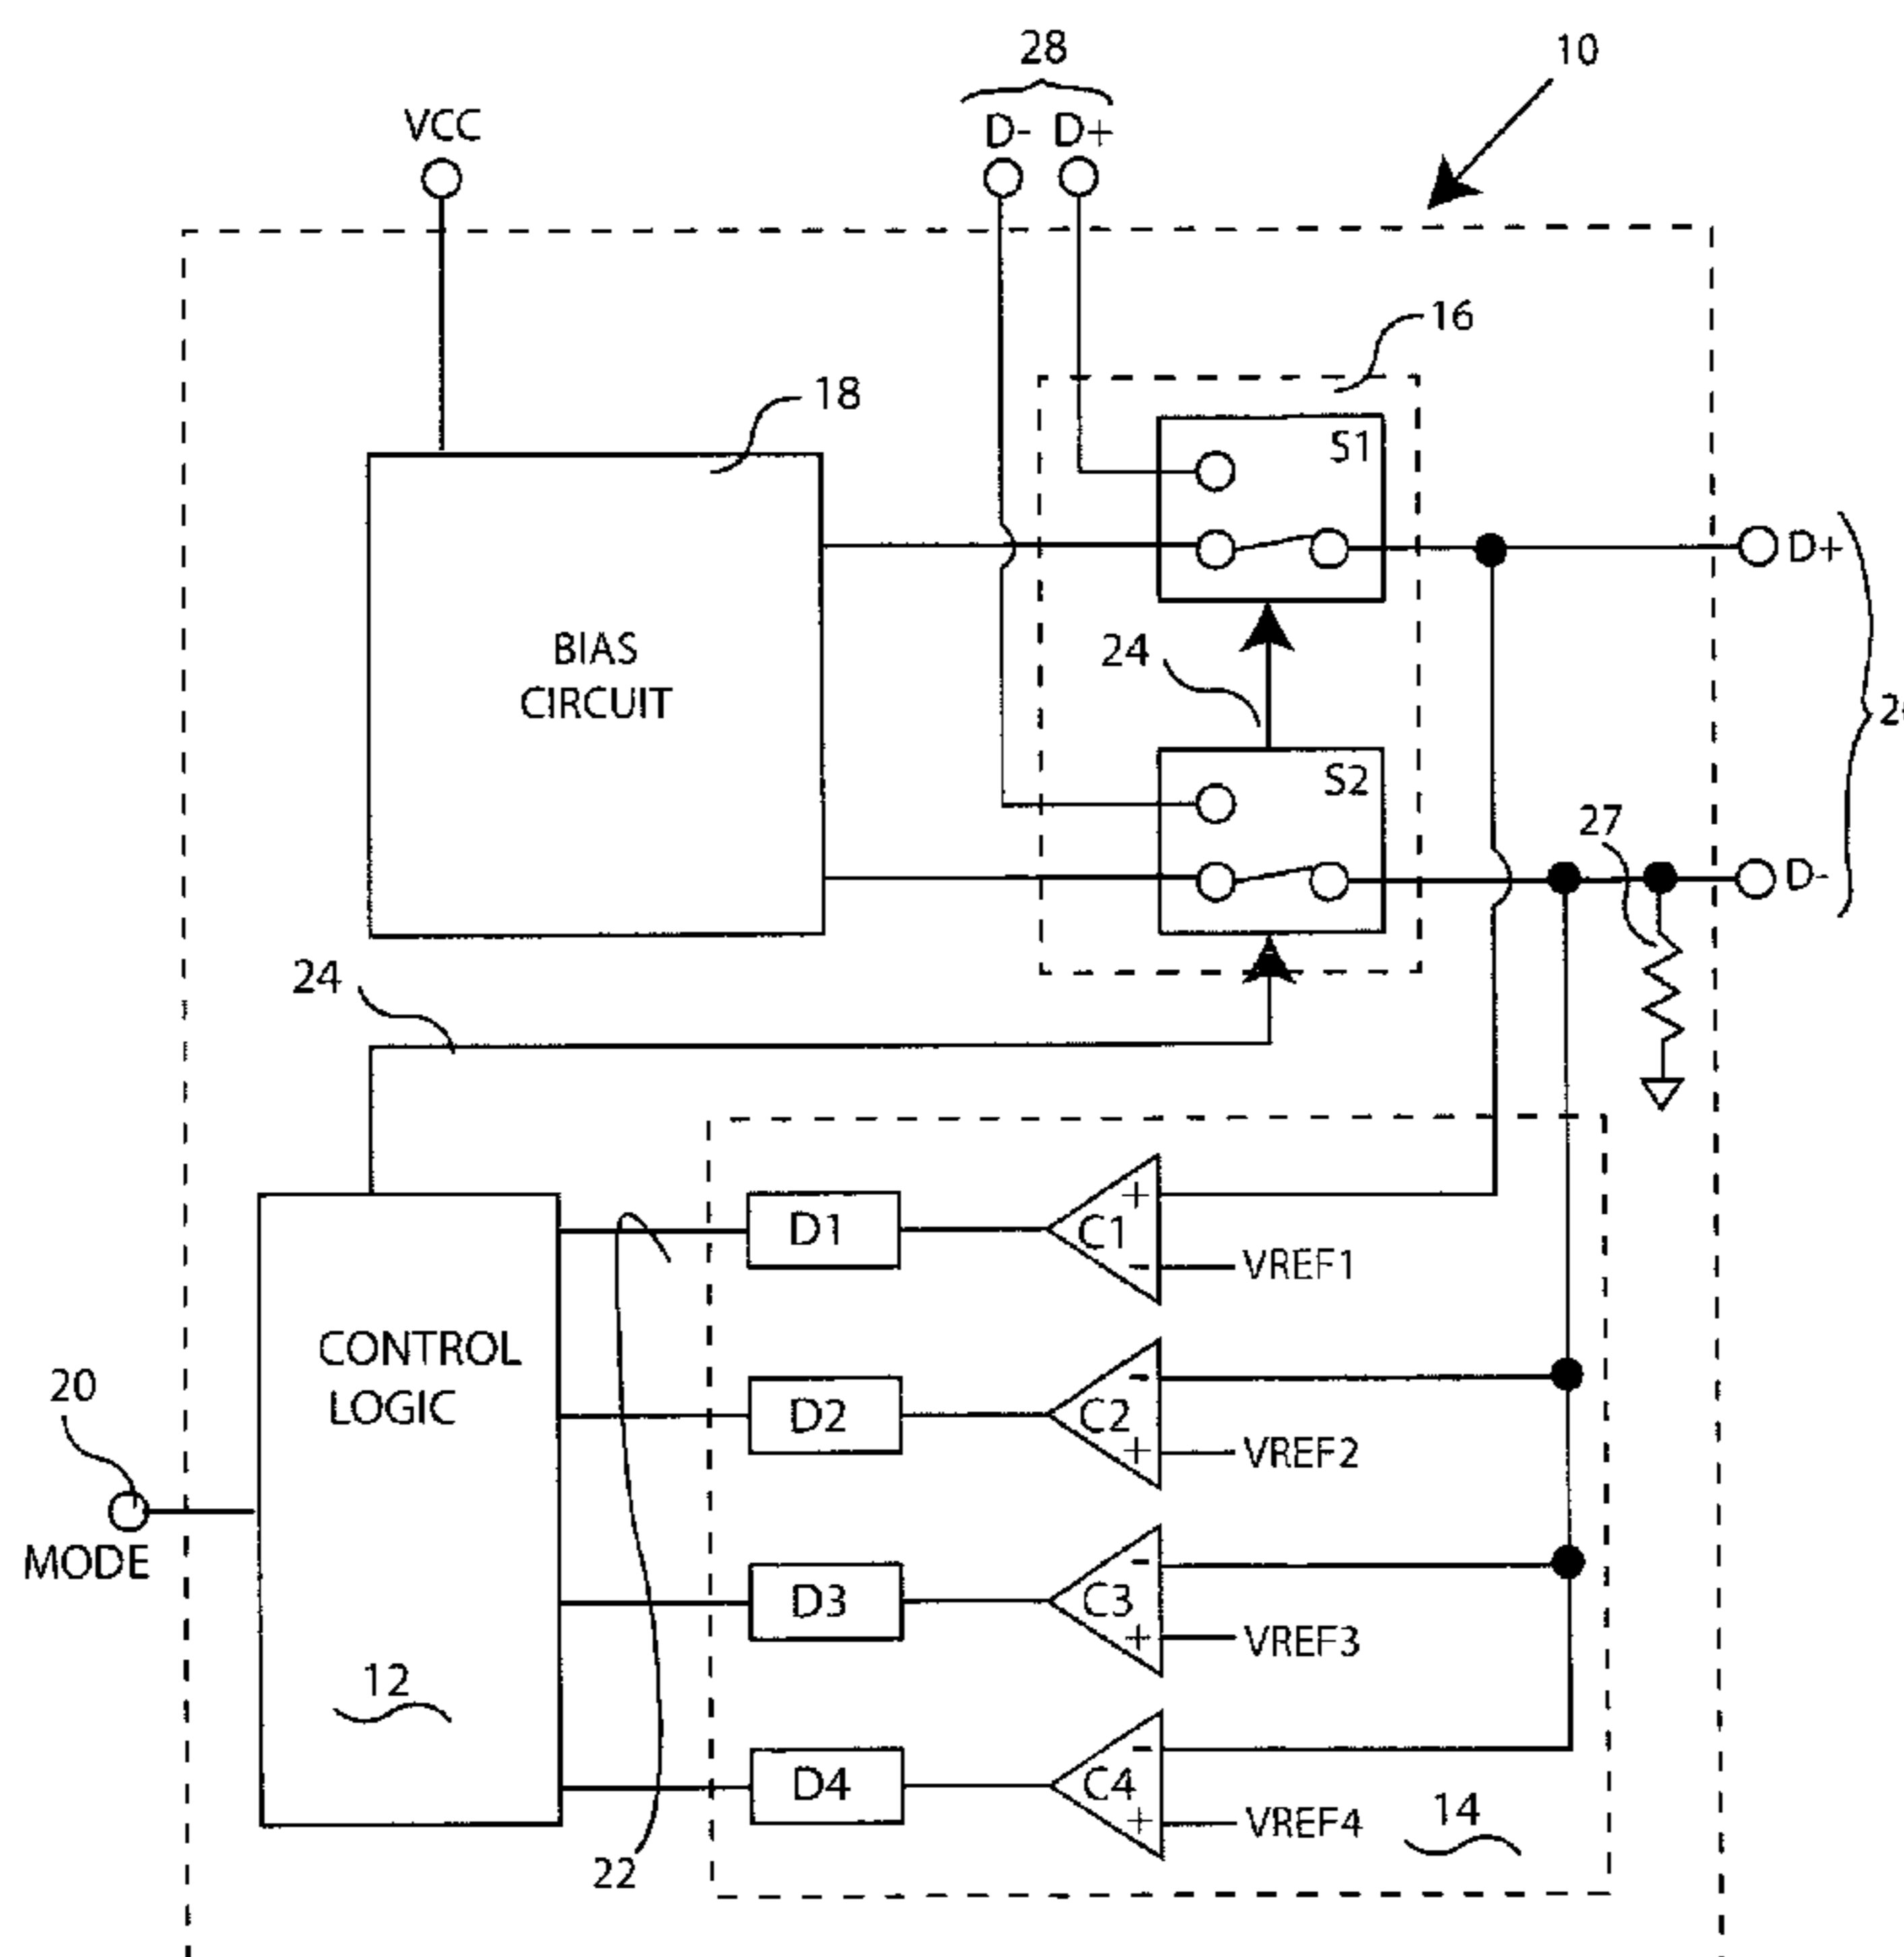 28
10
D- D+
VCC
16
18
S1
D+
BIAS
CIRCUIT
24
S2
27
D-
24
D1
C1
+
-
VREF1
CONTROL
LOGIC
D2
C2
-
+
VREF2
20
MODE
D3
C3
-
+
VREF3
12
D4
C4
-
+
VREF4
14
22